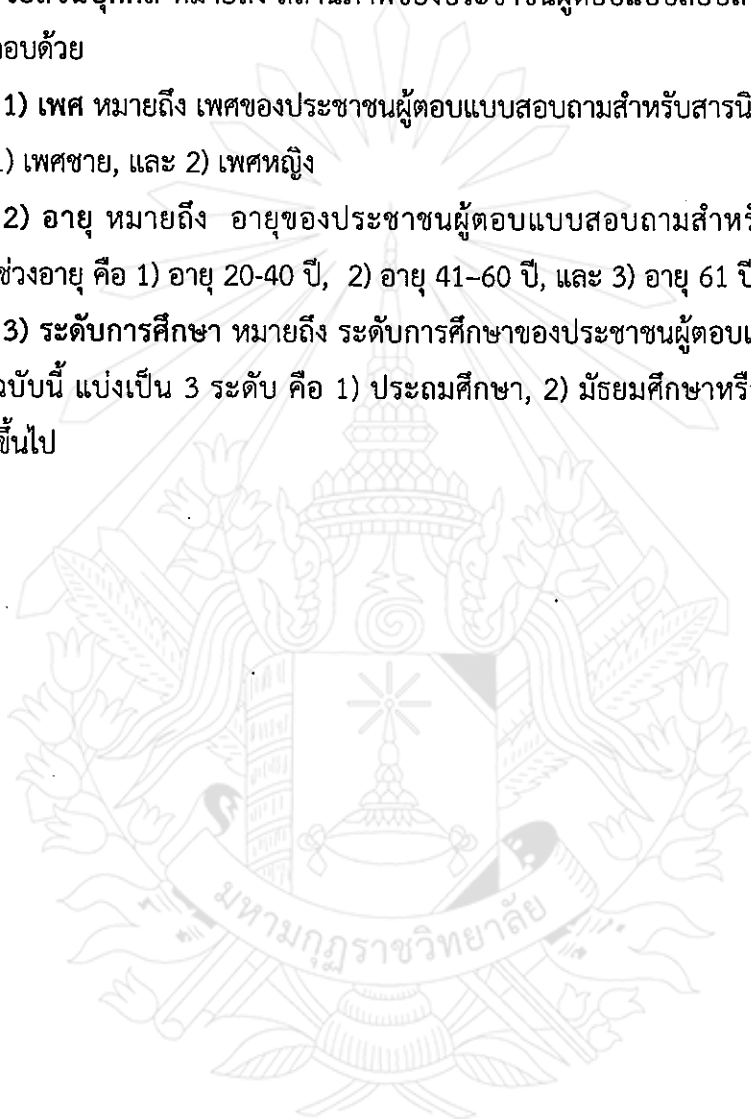 หมายถึง
ตอบด้วย
1) เพศ หมายถึง เพศของประชาชนผู้ตอบแบบสอบถามสำหรับสารนิ
1) เพศชาย, และ 2) เพศหญิง
2) อายุ หมายถึง อายุของประชาชนผู้ตอบแบบสอบถามสำหรั
ช่วงอายุ คือ 1) อายุ 20-40 ปี, 2) อายุ 41–60 ปี, และ 3) อายุ 61 ปี
3) ระดับการศึกษา หมายถึง ระดับการศึกษาของประชาชนผู้ตอบแ
ฉบับนี้ แบ่งเป็น 3 ระดับ คือ 1) ประถมศึกษา, 2) มัธยมศึกษาหรื
ขึ้นไป
มหามกุฏราชวิทยาลัย